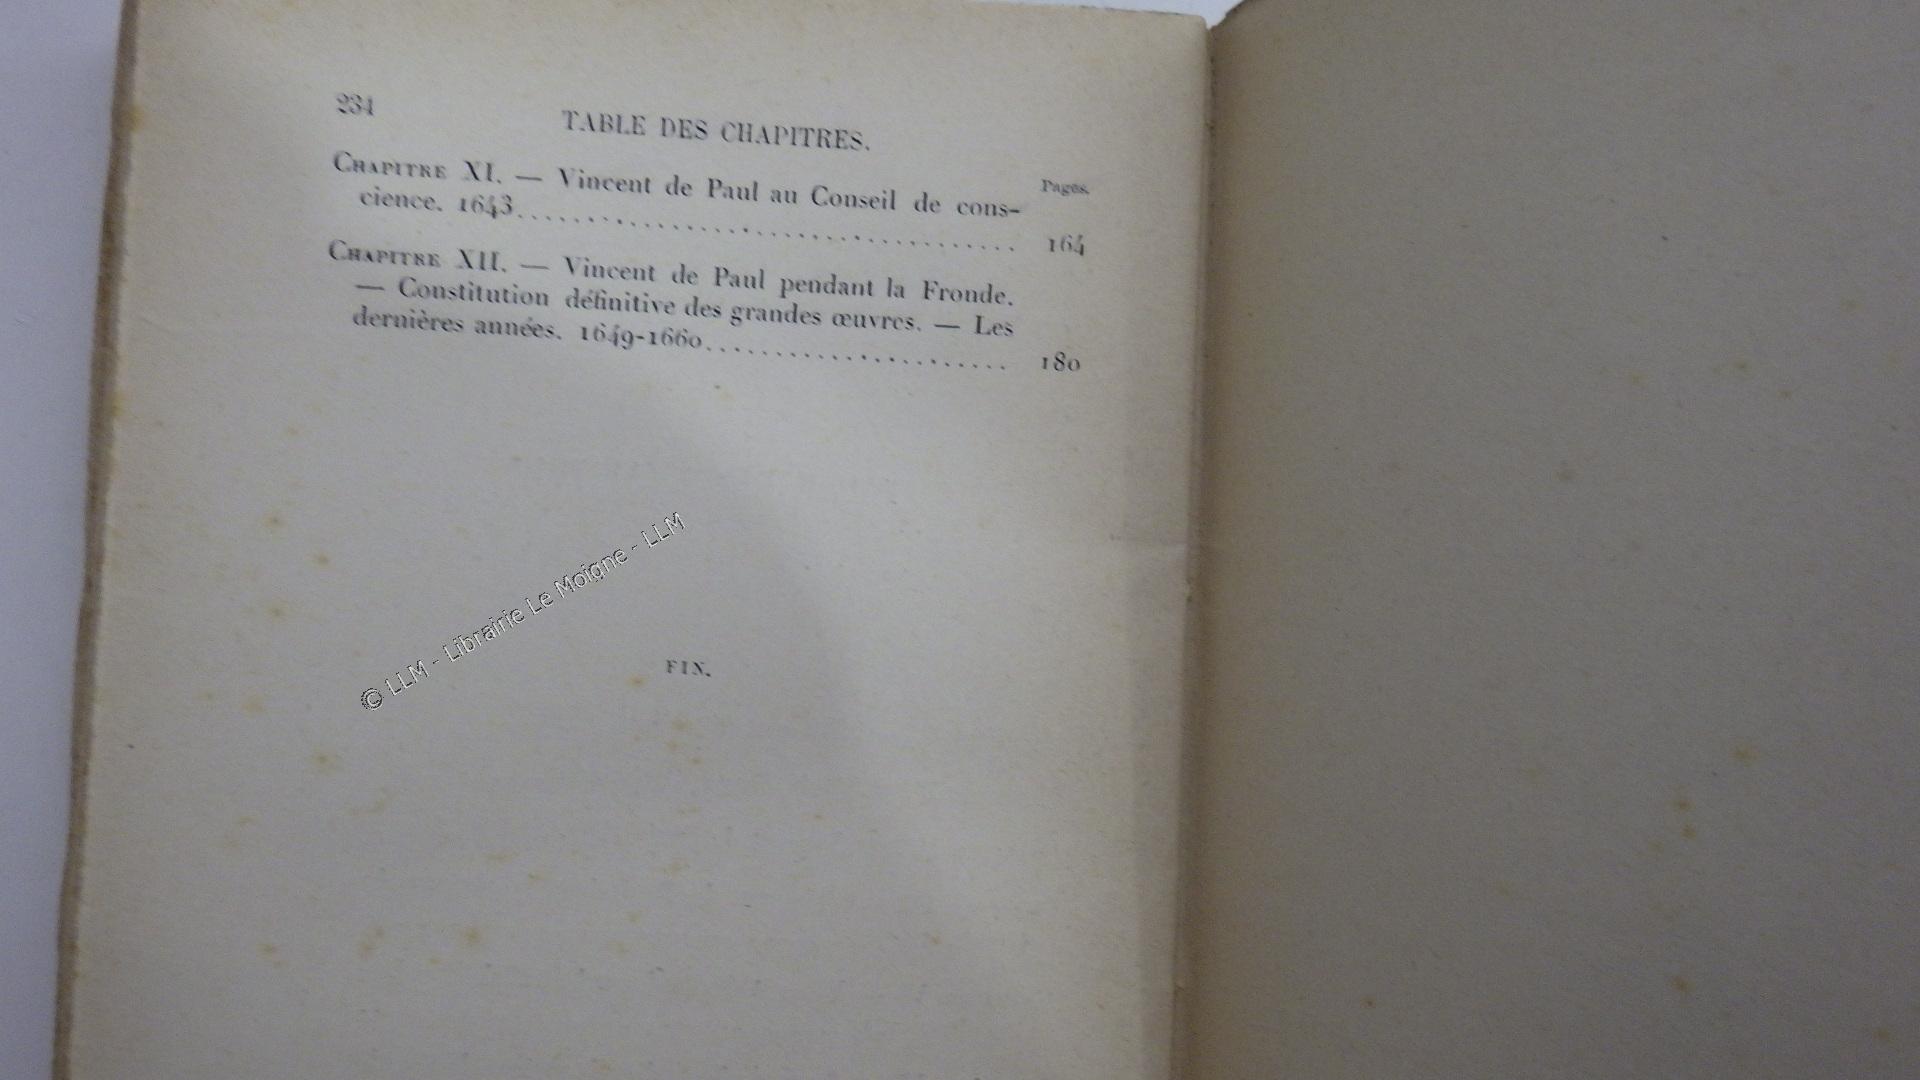 234
TABLE DES CHAPITRES.
Pages.
CHAPITRE XI. — Vincent de Paul au Conseil de cons-
cience. 1643........................................ 164
CHAPITRE XII. — Vincent de Paul pendant la Fronde.
— Constitution définitive des grandes œuvres. — Les
dernières années. 1649-1660...................... 180
© LLM - Librairie Le Moigne - LLM
FIN.